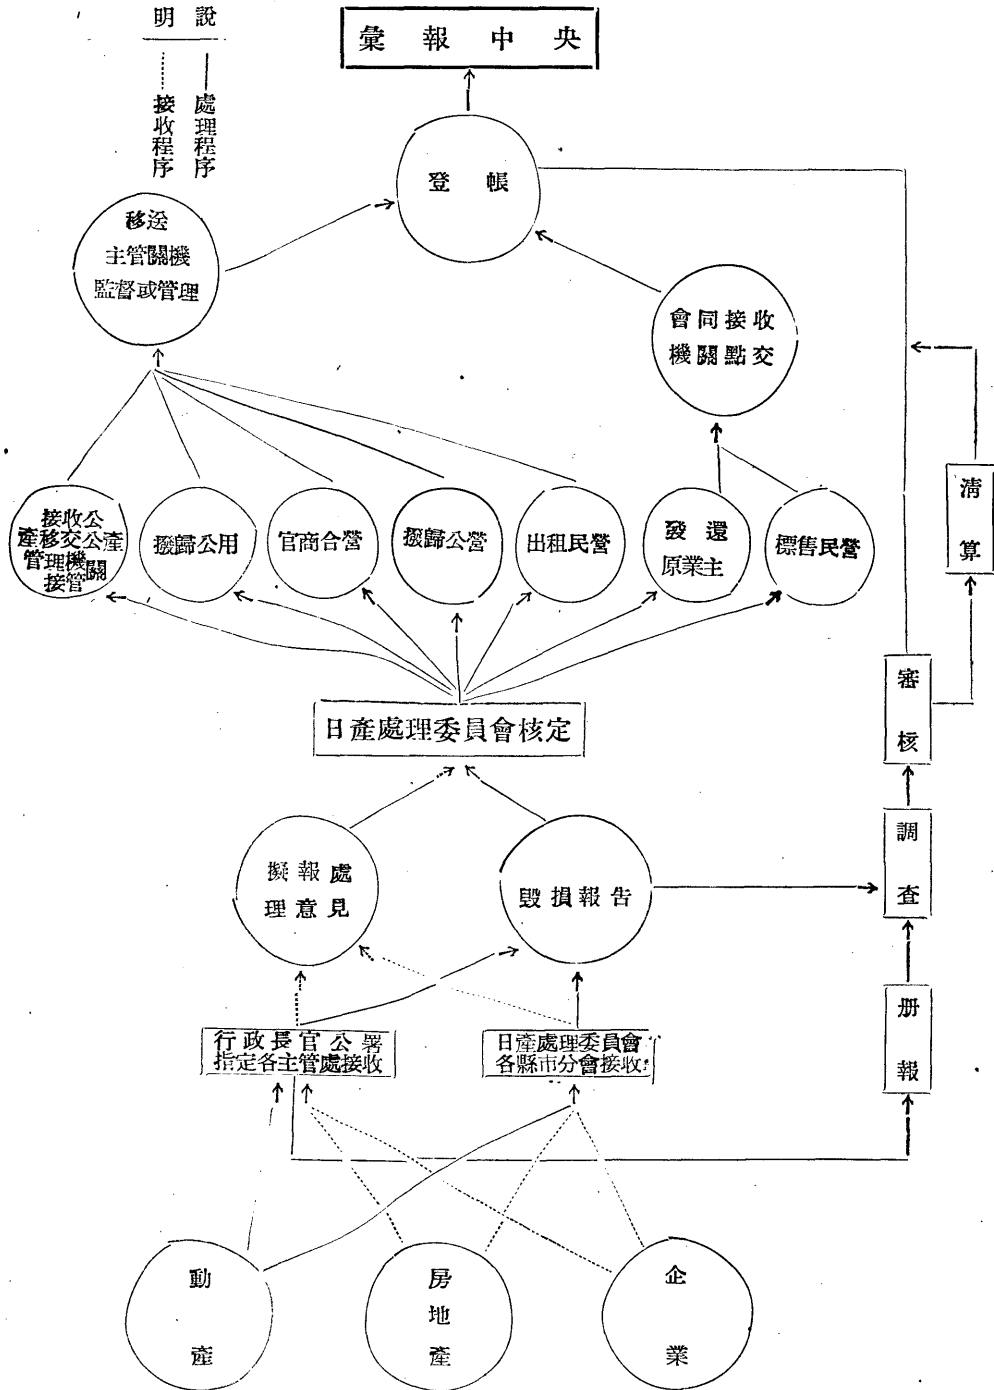 說明
處理程序
接收程序
彙報中央
登帳
移送
主管關機
監督或管理
會同接收
機關點交
清算
接收公
產移交公產
管理機關
接管
撥歸公用
官商合營
撥歸公營
出租民營
發還
原業主
標售民營
審核
日產處理委員會核定
調查
擬報處
理意見
毀損報告
册報
行政長官公署
指定各主管處接收
日產處理委員會
各縣市分會接收
動產
房地產
企業